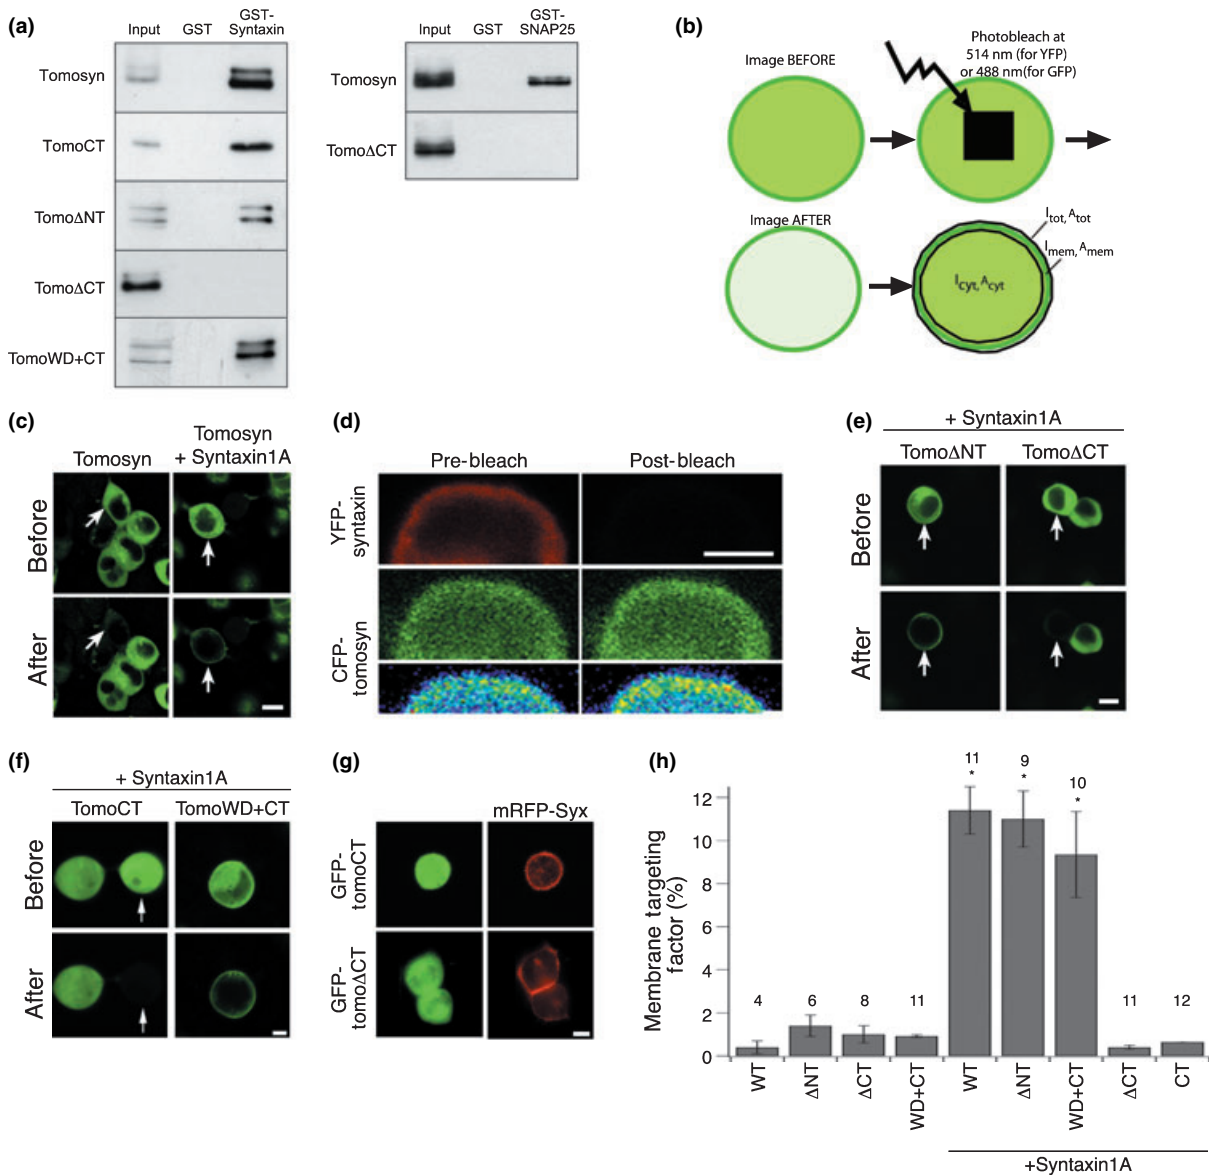 (a)
Input GST GST-
Syntaxin
Tomosyn
TomoCT
TomoΔNT
TomoΔCT
TomoWD+CT
Input GST GST-
SNAP25
Tomosyn
TomoΔCT
(b)
Image BEFORE
Photobleach at
514 nm (for YFP)
or 488 nm(for GFP)
Image AFTER
Itot, Atot
Imem, Amem
Icyt, Acyt
(c)
Tomosyn
Tomosyn
+ Syntaxin1A
Before
After
(d)
Pre-bleach Post-bleach
YFP-
syntaxin
CFP-
tomosyn
(e)
+ Syntaxin1A
TomoΔNT TomoΔCT
Before
After
(f)
+ Syntaxin1A
TomoCT TomoWD+CT
Before
After
(g)
mRFP-Syx
GFP-
tomoCT
GFP-
tomoΔCT
(h)
Membrane targeting
factor (%)
12
10
8
6
4
2
0
4 6 8 11 11 9 10 11 12
* * *
WT ΔNT ΔCT WD+CT WT ΔNT WD+CT ΔCT CT
+Syntaxin1A